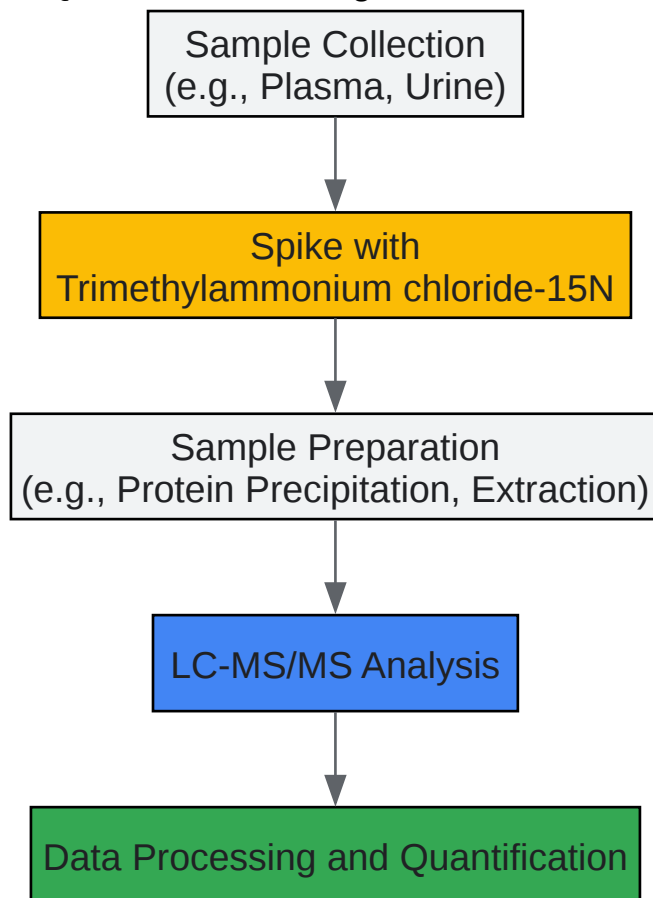 Sample Collection
(e.g., Plasma, Urine)
Spike with
Trimethylammonium chloride-15N
Sample Preparation
(e.g., Protein Precipitation, Extraction)
LC-MS/MS Analysis
Data Processing and Quantification